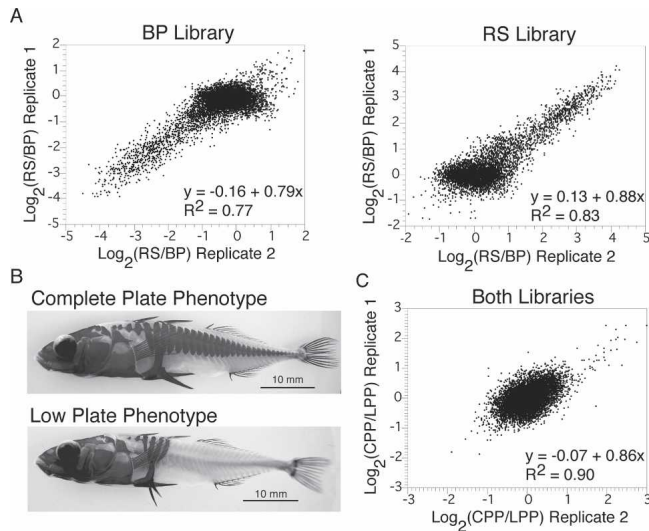 A
BP Library
Log2(RS/BP) Replicate 1
2
1
0
-1
-2
-3
-4
-5
y = -0.16 + 0.79x
R2 = 0.77
-5 -4 -3 -2 -1 0 1 2
Log2(RS/BP) Replicate 2
RS Library
Log2(RS/BP) Replicate 1
5
4
3
2
1
0
-1
-2
y = 0.13 + 0.88x
R2 = 0.83
-2 -1 0 1 2 3 4 5
Log2(RS/BP) Replicate 2
B
Complete Plate Phenotype
10 mm
Low Plate Phenotype
10 mm
C
Both Libraries
Log2(CPP/LPP) Replicate 1
3
2
1
0
-1
-2
-3
y = -0.07 + 0.86x
R2 = 0.90
-3 -2 -1 0 1 2 3
Log2(CPP/LPP) Replicate 2